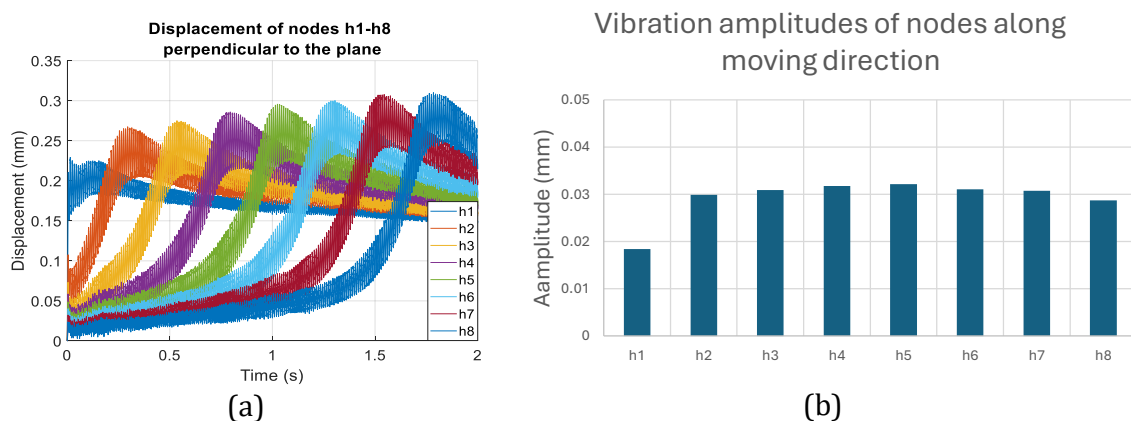 Displacement of nodes h1-h8
perpendicular to the plane
Displacement (mm)
0.35
0.3
0.25
0.2
0.15
0.1
0.05
0
0 0.5 1 1.5 2
Time (s)
h1
h2
h3
h4
h5
h6
h7
h8
(a)
Vibration amplitudes of nodes along
moving direction
Aamplitude (mm)
0.05
0.04
0.03
0.02
0.01
0
h1 h2 h3 h4 h5 h6 h7 h8
(b)